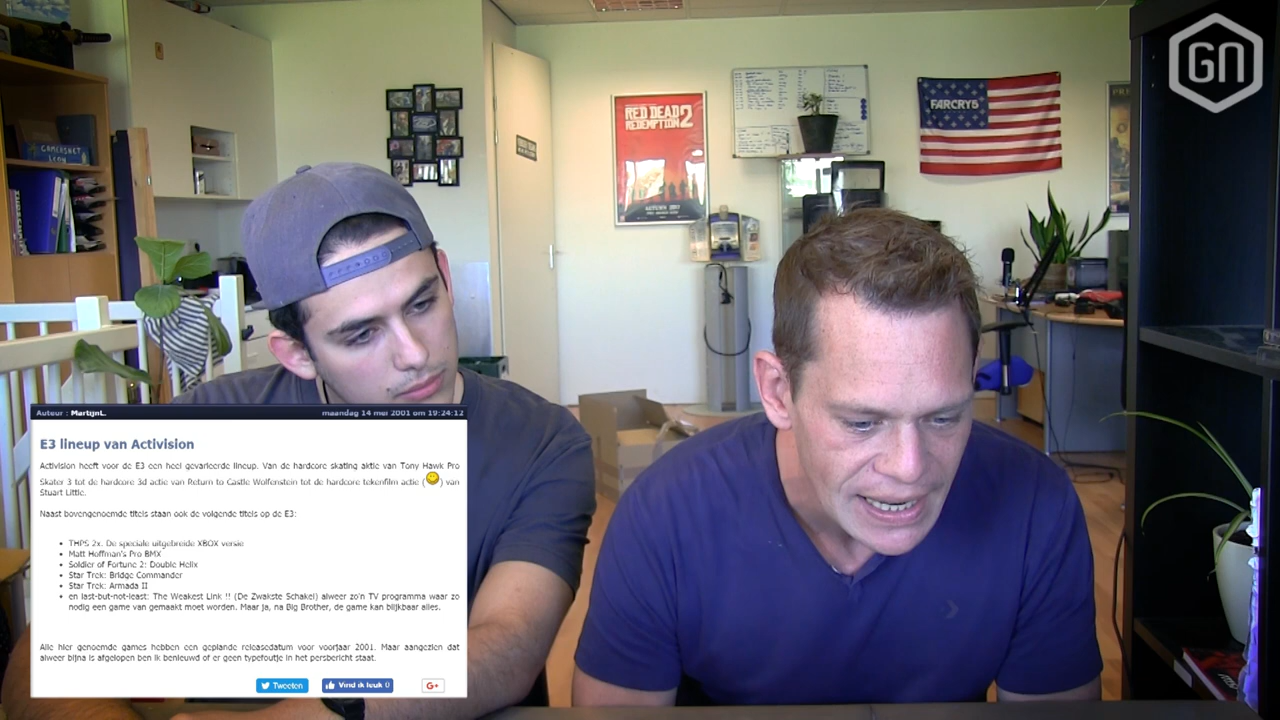 GN
RED DEAD
REDEMPTION 2
FARCRY5
GAMERSNET
Auteur : MartijnL.
maandag 14 mei 2001 om 19:24:12
E3 lineup van Activision
Activision heeft voor de E3 een heel gevarieerde lineup. Van de hardcore skating aktie van Tony Hawk Pro
Skater 3 tot de hardcore 3d actie van Return to Castle Wolfenstein tot de hardcore tekenfilm actie ( ) van
Stuart Little.
Naast bovengenoemde titels staan ook de volgende titels op de E3:
• THPS 2x. De speciale uitgebreide XBOX versie
• Matt Hoffman's Pro BMX
• Soldier of Fortune 2: Double Helix
• Star Trek: Bridge Commander
• Star Trek: Armada II
• en last-but-not-least: The Weakest Link !! (De Zwakste Schakel) alweer zo'n TV programma waar zo
nodig een game van gemaakt moet worden. Maar ja, na Big Brother, de game kan blijkbaar alles.
Alle hier genoemde games hebben een geplande releasedatum voor voorjaar 2001. Maar aangezien dat
alweer bijna is afgelopen ben ik benieuwd of er geen typefoutje in het persbericht staat.
Tweeten
Vind ik leuk 0
G+